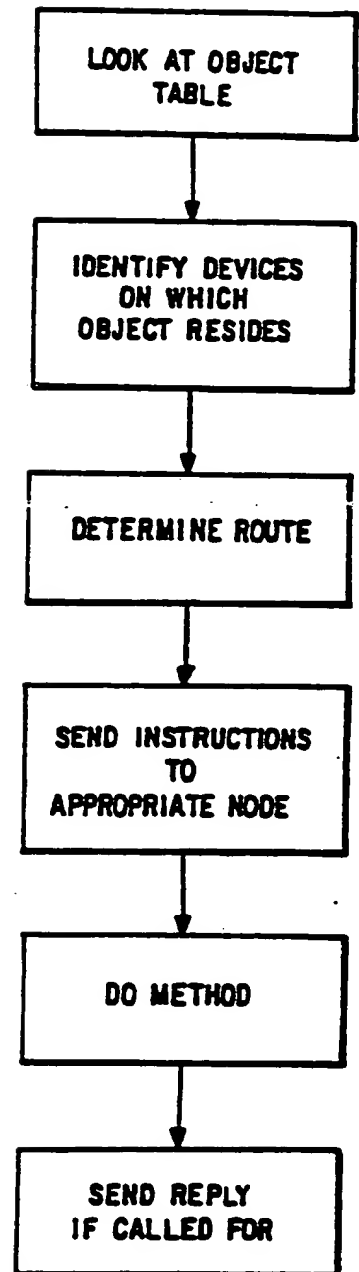 LOOK AT OBJECT
TABLE
IDENTIFY DEVICES
ON WHICH
OBJECT RESIDES
DETERMINE ROUTE
SEND INSTRUCTIONS
TO
APPROPRIATE NODE
DO METHOD
SEND REPLY
IF CALLED FOR